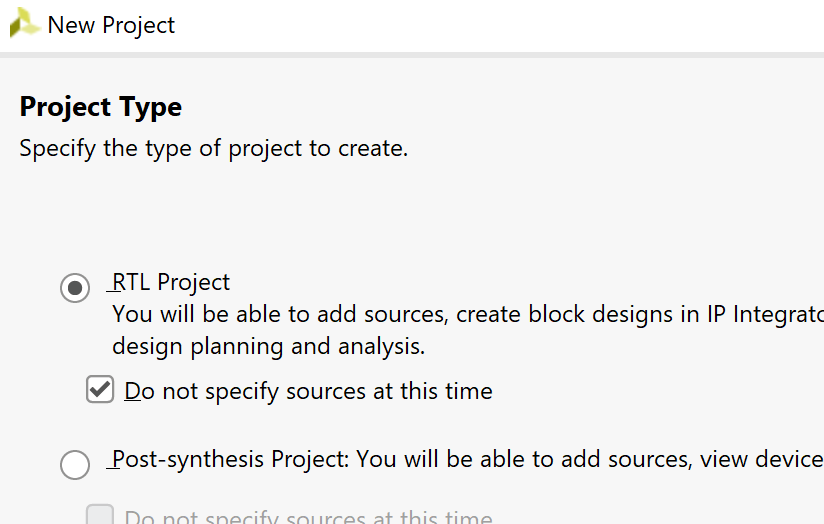 New Project
Project Type
Specify the type of project to create.
RTL Project
You will be able to add sources, create block designs in IP Integrato
design planning and analysis.
Do not specify sources at this time
Post-synthesis Project: You will be able to add sources, view device
Do not specify sources at this time